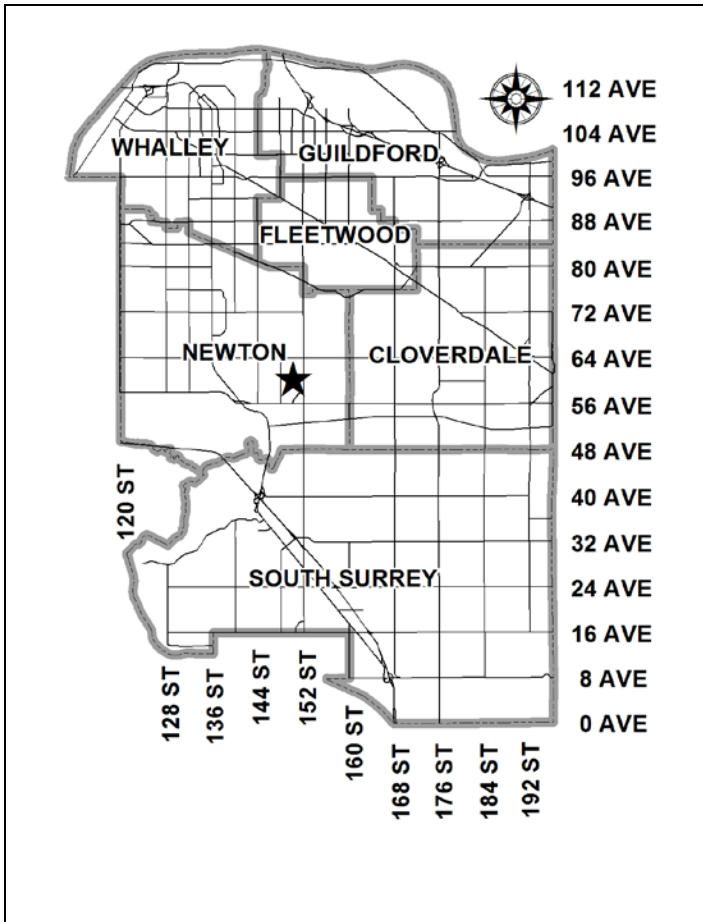 112 AVE
104 AVE
WHALLEY
GUILDFORD
96 AVE
88 AVE
FLEETWOOD
80 AVE
72 AVE
NEWTON
CLOVERDALE
64 AVE
56 AVE
48 AVE
120 ST
40 AVE
32 AVE
SOUTH SURREY
24 AVE
16 AVE
8 AVE
0 AVE
128 ST
136 ST
144 ST
152 ST
160 ST
168 ST
176 ST
184 ST
192 ST